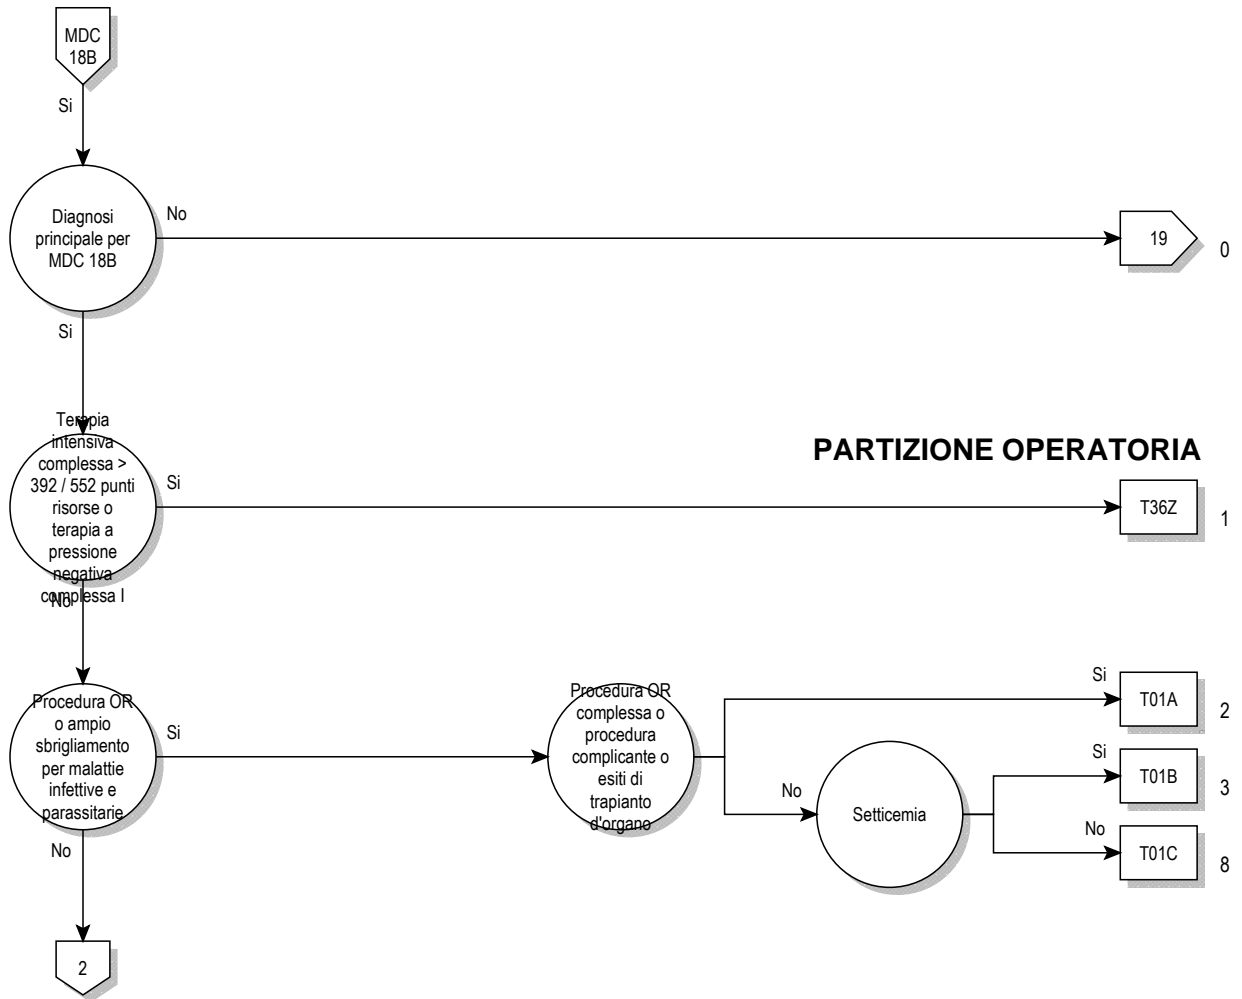 MDC
18B
Si
Diagnosi
principale per
MDC 18B
No
19
0
Si
PARTIZIONE OPERATORIA
Terapia
intensiva
complessa >
392 / 552 punti
risorse o
terapia a
pressione
negativa
complessa I
Si
T36Z
1
No
Procedura OR
o ampio
sbrigliamento
per malattie
infettive e
parassitarie
Si
Procedura OR
complessa o
procedura
complicante o
esiti di
trapianto
d'organo
Si
T01A
2
No
Setticemia
Si
T01B
3
No
T01C
8
No
2